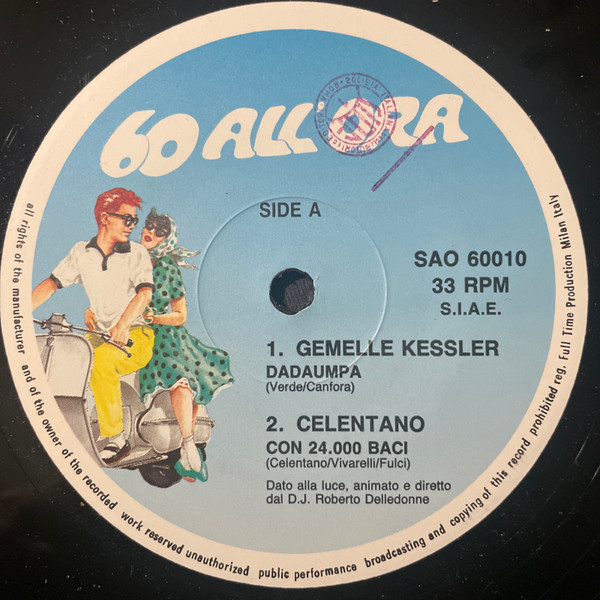 60 ALL ORA
SIDE A
SAO 60010
33 RPM
S.I.A.E.
1. GEMELLE KESSLER
DADAUMPA
(Verde/Canfora)
2. CELENTANO
CON 24.000 BACI
(Celentano/Vivarelli/Fulci)
Dato alla luce, animato e diretto
dal D.J. Roberto Delledonne
all rights of the manufacturer and of the owner of the recorded work reserved unauthorized public performance broadcasting and copying of this record prohibited reg. Full Time Production Milan Italy